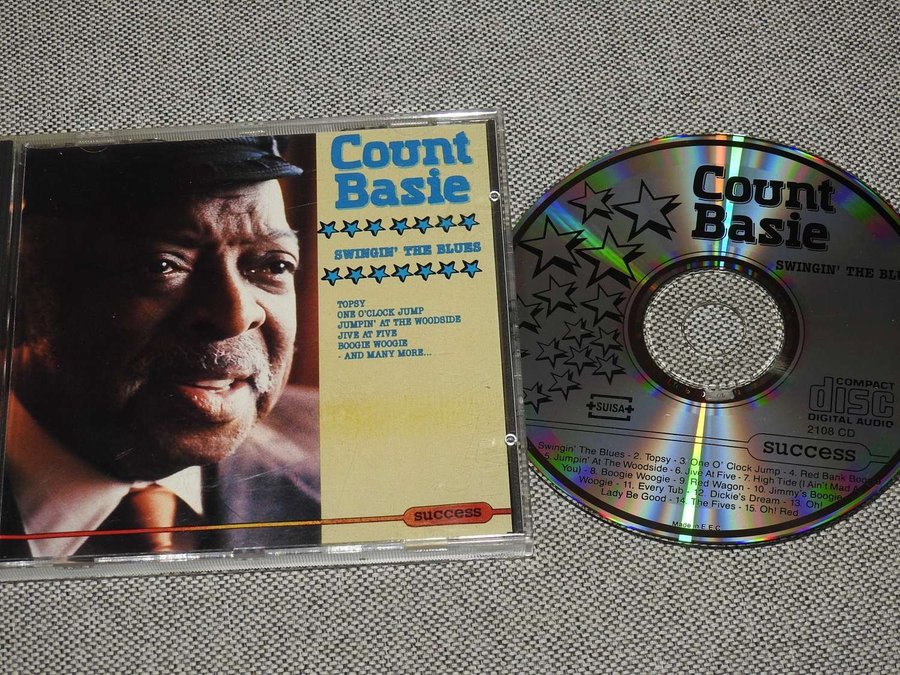 Count
Basie
SWINGIN' THE BLUES
TOPSY
ONE O'CLOCK JUMP
JUMPIN' AT THE WOODSIDE
JIVE AT FIVE
BOOGIE WOOGIE
- AND MANY MORE...
success
Count
Basie
SWINGIN' THE
SUISA
COMPACT
disc
DIGITAL AUDIO
2108 CD
success
Swingin' The Blues - 2. Topsy - 3. One O' Clock Jump - 4. Red Bank
5. Jumpin' At The Woodside - 6. Jive At Five - 7. High Tide (I Ain't Mad
You) - 8. Boogie Woogie - 9. Red Wagon - 10. Jimmy's Boogie
Woogie - 11. Every Tub - 12. Dickie's Dream - 13. Oh!
Lady Be Good - 14. The Fives - 15. Oh! Red
Made in E.E.C.